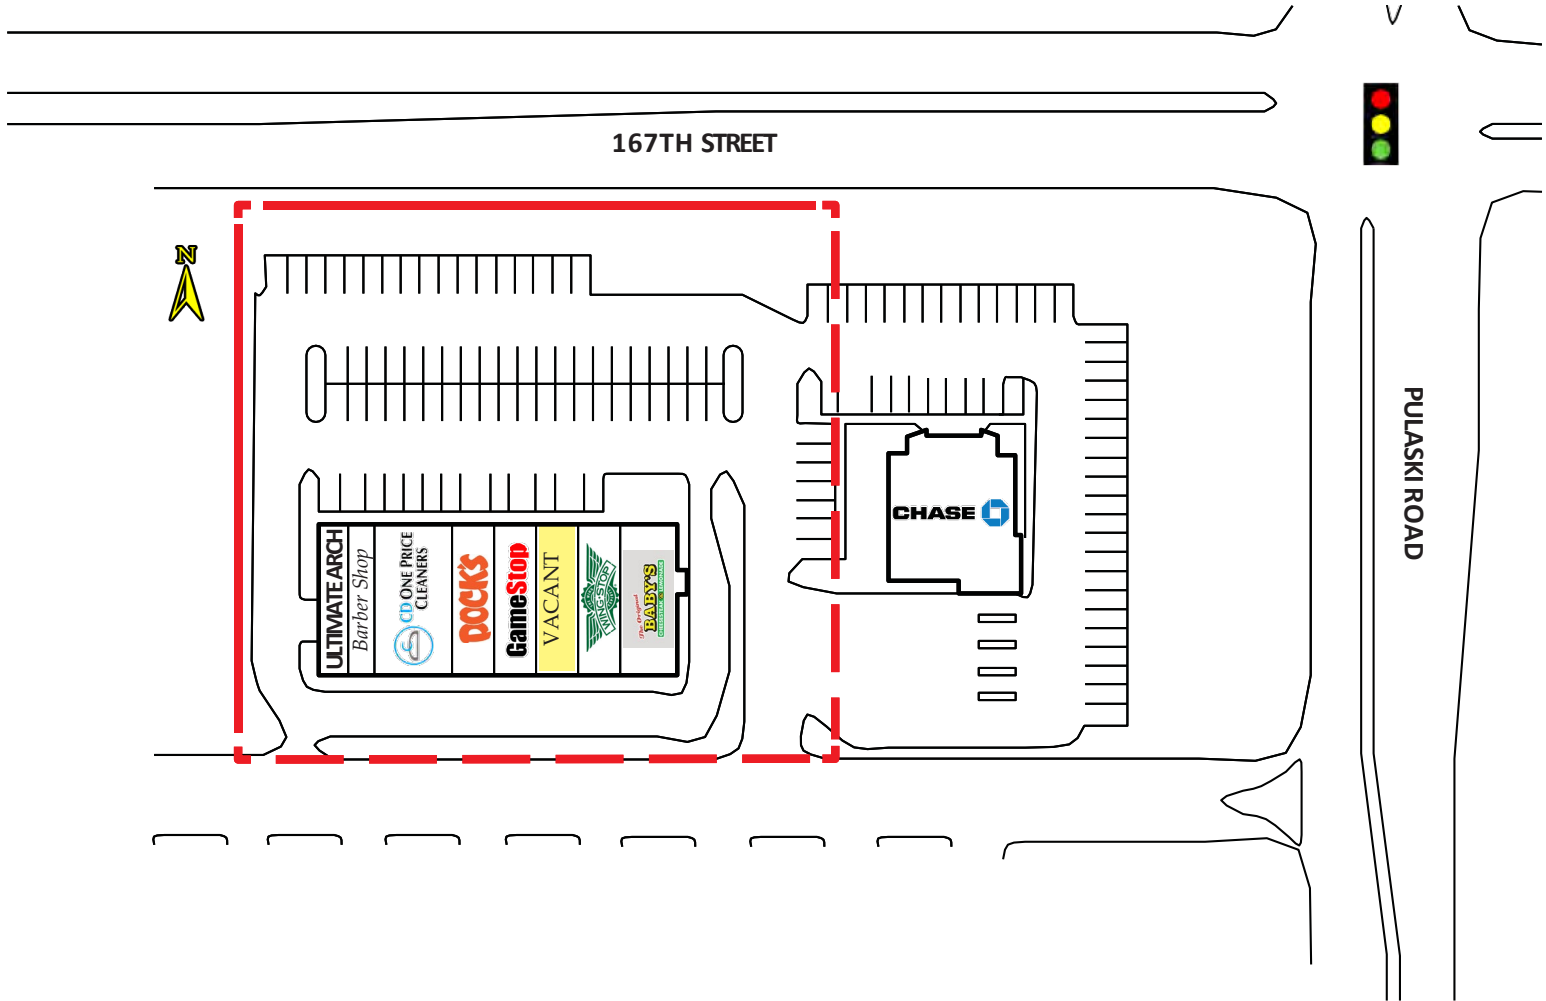 167TH STREET
N
PULASKI ROAD
CHASE
ULTIMATE ARCH
Barber Shop
CD ONE PRICE
CLEANERS
DOCK'S
GameStop
VACANT
WING-STOP
The Original
BABY'S